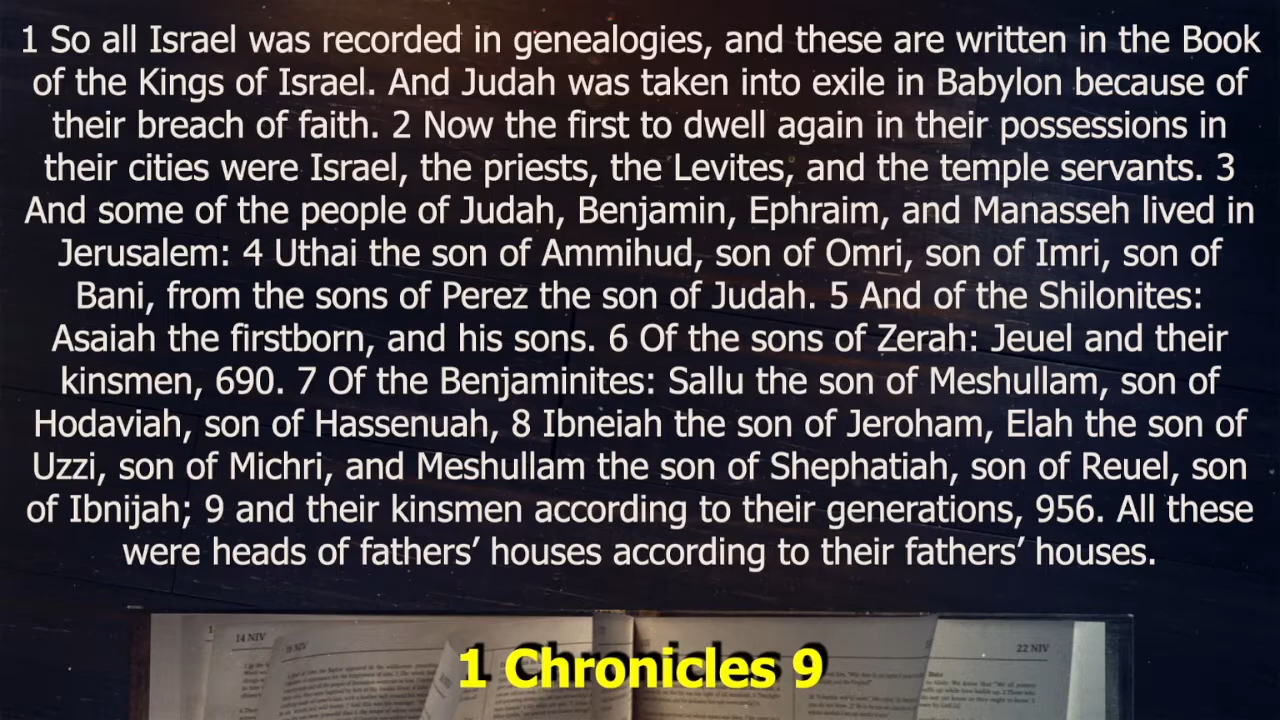 1 So all Israel was recorded in genealogies, and these are written in the Book
of the Kings of Israel. And Judah was taken into exile in Babylon because of
their breach of faith. 2 Now the first to dwell again in their possessions in
their cities were Israel, the priests, the Levites, and the temple servants. 3
And some of the people of Judah, Benjamin, Ephraim, and Manasseh lived in
Jerusalem: 4 Uthai the son of Ammihud, son of Omri, son of Imri, son of
Bani, from the sons of Perez the son of Judah. 5 And of the Shilonites:
Asaiah the firstborn, and his sons. 6 Of the sons of Zerah: Jeuel and their
kinsmen, 690. 7 Of the Benjaminites: Sallu the son of Meshullam, son of
Hodaviah, son of Hassenuah, 8 Ibneiah the son of Jeroham, Elah the son of
Uzzi, son of Michri, and Meshullam the son of Shephatiah, son of Reuel, son
of Ibnijah; 9 and their kinsmen according to their generations, 956. All these
were heads of fathers’ houses according to their fathers’ houses.
14 NIV
22 NIV
1 Chronicles 9